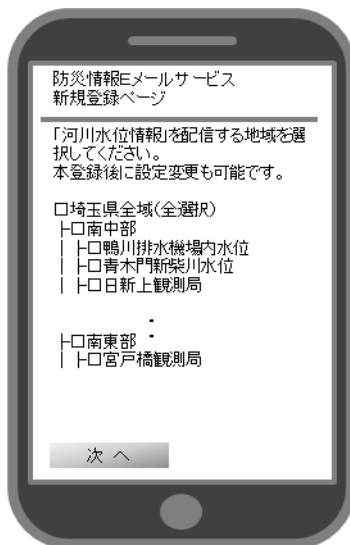 防災情報Eメールサービス
新規登録ページ
「河川水位情報」を配信する地域を選
択してください。
本登録後に設定変更も可能です。
□埼玉県全域(全選択)
├□南中部
｜├□鴨川排水機場内水位
｜├□青木門新柴川水位
｜├□日新上観測局
：
├□南東部
｜├□宮戸橋観測局
次 へ